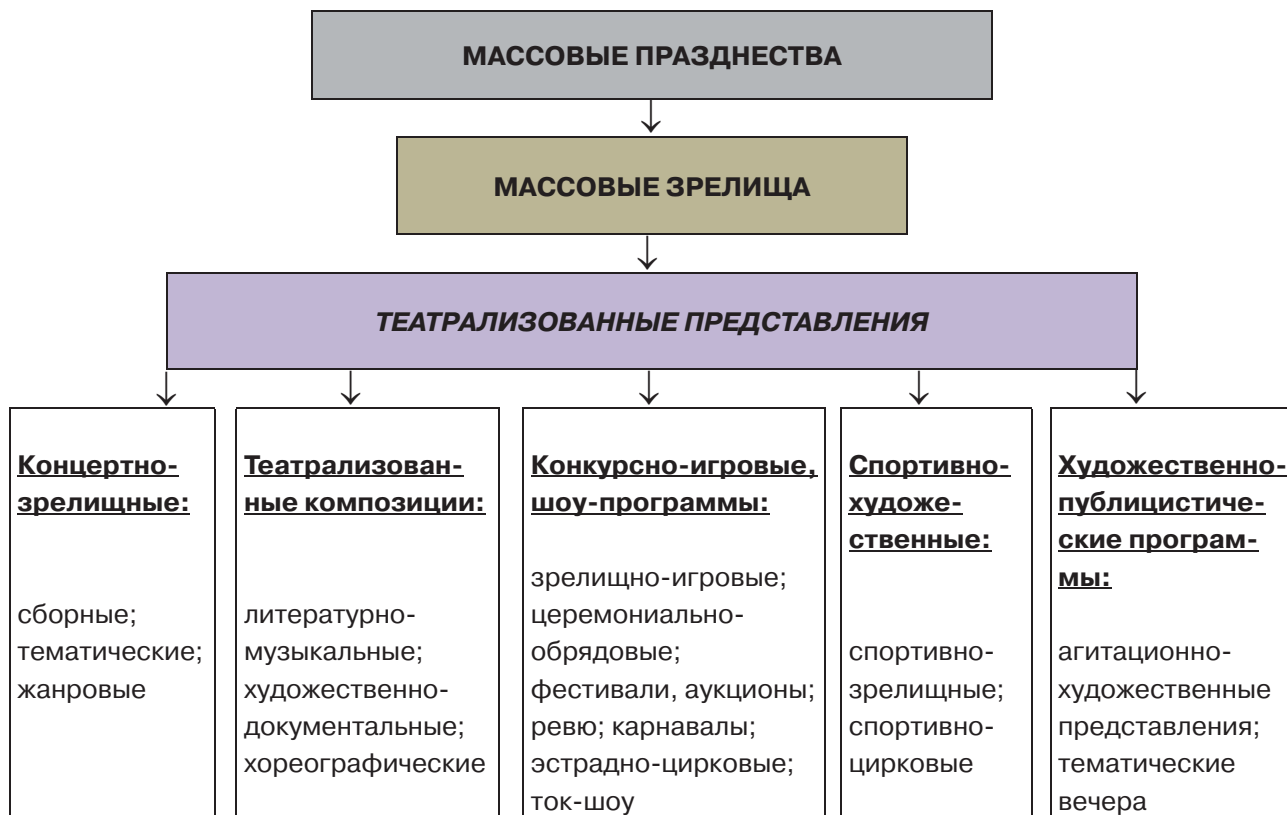 МАССОВЫЕ ПРАЗДНЕСТВА
МАССОВЫЕ ЗРЕЛИЩА
ТЕАТРАЛИЗОВАННЫЕ ПРЕДСТАВЛЕНИЯ
Концертно-
зрелищные:
сборные;
тематические;
жанровые
Театрализован-
ные композиции:
литературно-
музыкальные;
художественно-
документальные;
хореографические
Конкурсно-игровые,
шоу-программы:
зрелищно-игровые;
церемониально-
обрядовые;
фестивали, аукционы;
ревю; карнавалы;
эстрадно-цирковые;
ток-шоу
Спортивно-
художе-
ственные:
спортивно-
зрелищные;
спортивно-
цирковые
Художественно-
публицистиче-
ские програм-
мы:
агитационно-
художественные
представления;
тематические
вечера